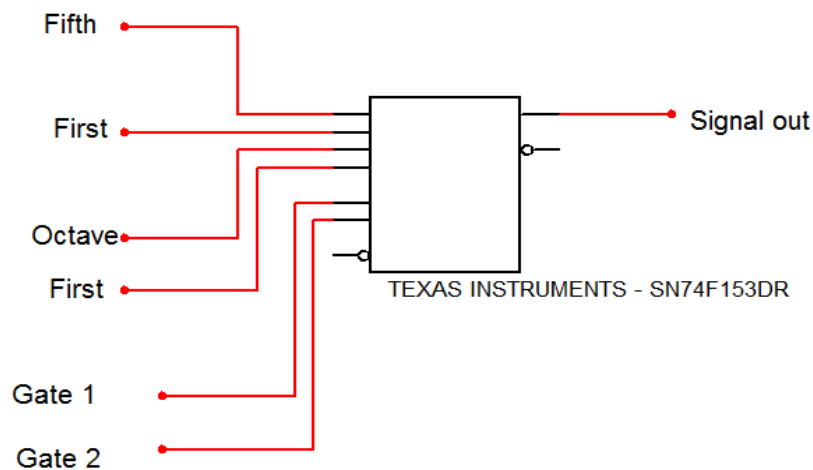 Fifth
First
Signal out
Octave
First
TEXAS INSTRUMENTS - SN74F153DR
Gate 1
Gate 2